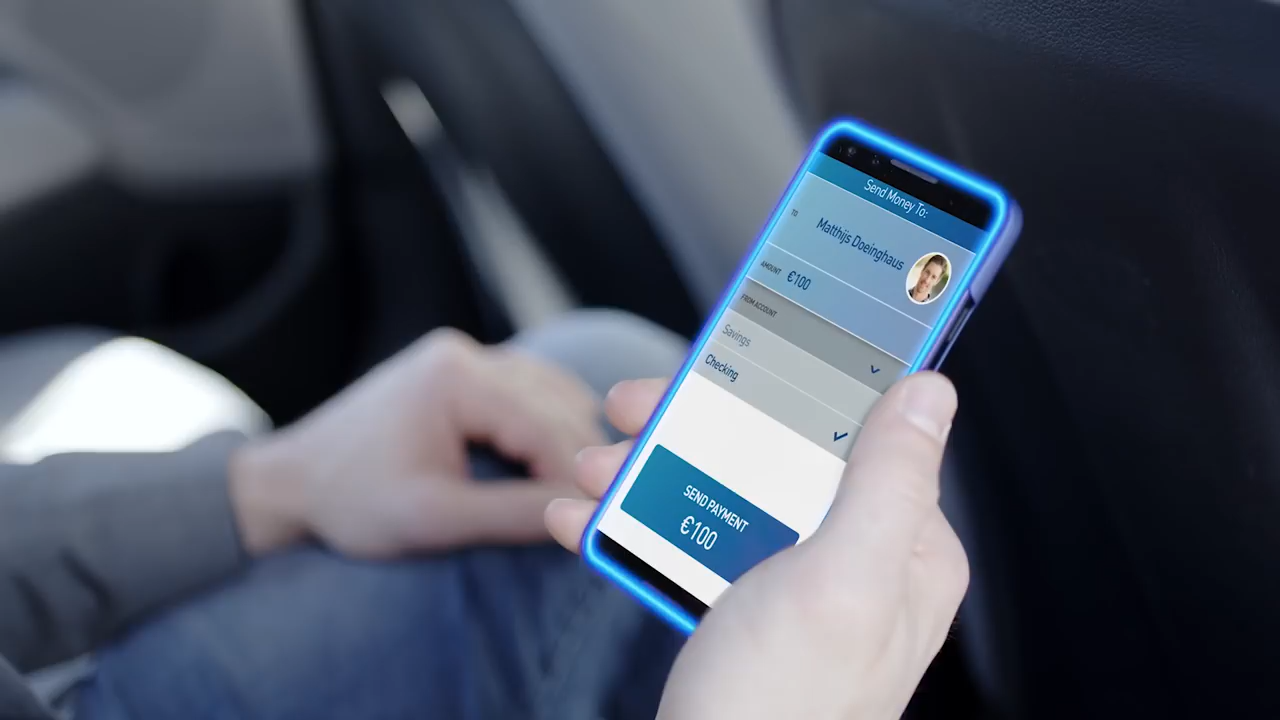 Send Money To:
TO
Matthijs Doeinghaus
AMOUNT €100
FROM ACCOUNT
Savings
Checking
SEND PAYMENT
€100